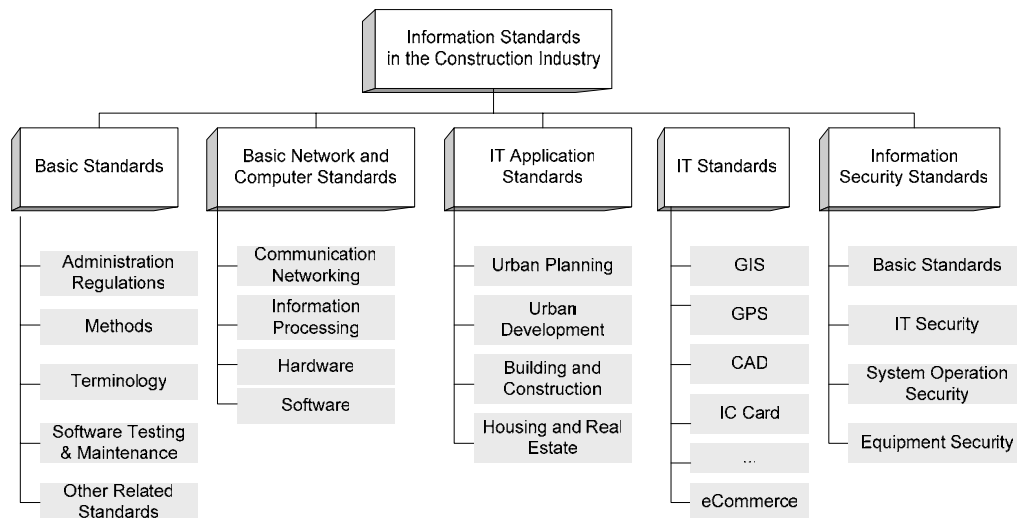 Information Standards
in the Construction Industry
Basic Standards
Basic Network and
Computer Standards
IT Application
Standards
IT Standards
Information
Security Standards
Administration
Regulations
Methods
Terminology
Software Testing
& Maintenance
Other Related
Standards
Communication
Networking
Information
Processing
Hardware
Software
Urban Planning
Urban
Development
Building and
Construction
Housing and Real
Estate
GIS
GPS
CAD
IC Card
...
eCommerce
Basic Standards
IT Security
System Operation
Security
Equipment Security